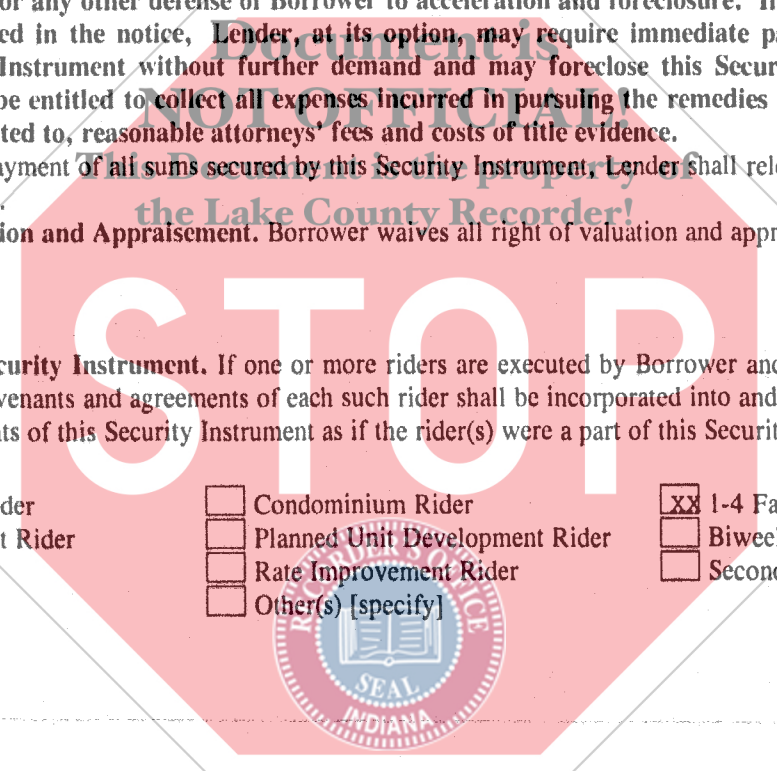 or any other defense of Borrower to acceleration and foreclosure.
ed in the notice, Lender, at its option, may require immediate
Instrument without further demand and may foreclose this
be entitled to collect all expenses incurred in pursuing the remedies
ted to, reasonable attorneys' fees and costs of title evidence.
ayment of all sums secured by this Security Instrument, Lender shall
ion and Appraisement. Borrower waives all right of valuation and
curity Instrument. If one or more riders are executed by Borrower and
venants and agreements of each such rider shall be incorporated into and
ts of this Security Instrument as if the rider(s) were a part of this
Document is
NOT OFFICIAL!
This Document is the property of
the Lake County Recorder!
STOP
der Condominium Rider XX 1-4 Fa
t Rider Planned Unit Development Rider Biweek
Rate Improvement Rider Second
Other(s) [specify]
RECORDER'S OFFICE
SEAL
INDIANA